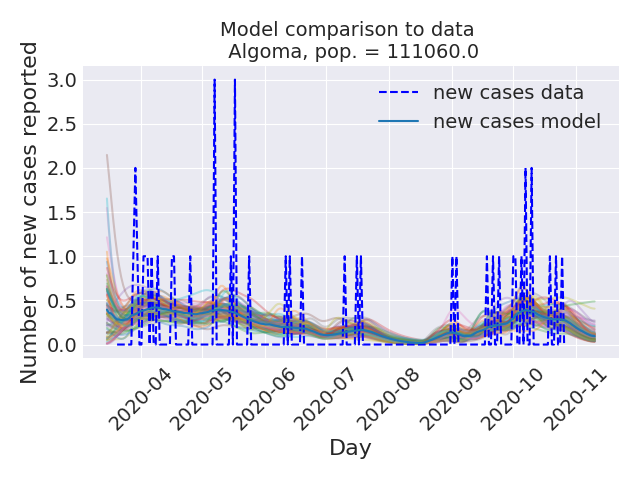 Model comparison to data
Algoma, pop. = 111060.0
Number of new cases reported
3.0
2.5
2.0
1.5
1.0
0.5
0.0
new cases data
new cases model
2020-04
2020-05
2020-06
2020-07
2020-08
2020-09
2020-10
2020-11
Day